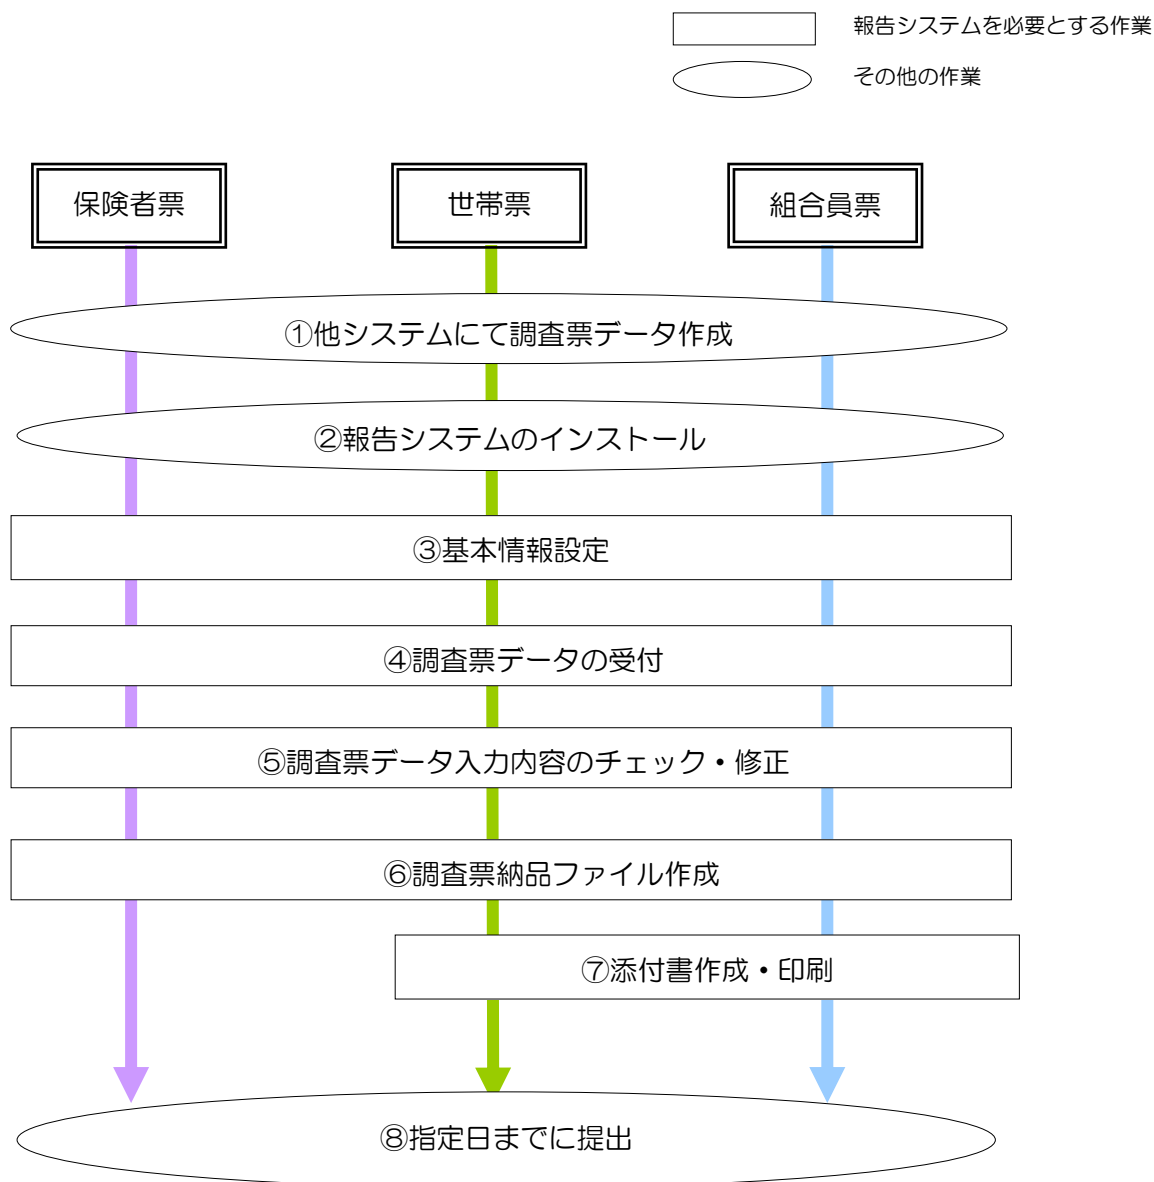 報告システムを必要とする作業
その他の作業
保険者票
世帯票
組合員票
①他システムにて調査票データ作成
②報告システムのインストール
③基本情報設定
④調査票データの受付
⑤調査票データ入力内容のチェック・修正
⑥調査票納品ファイル作成
⑦添付書作成・印刷
⑧指定日までに提出